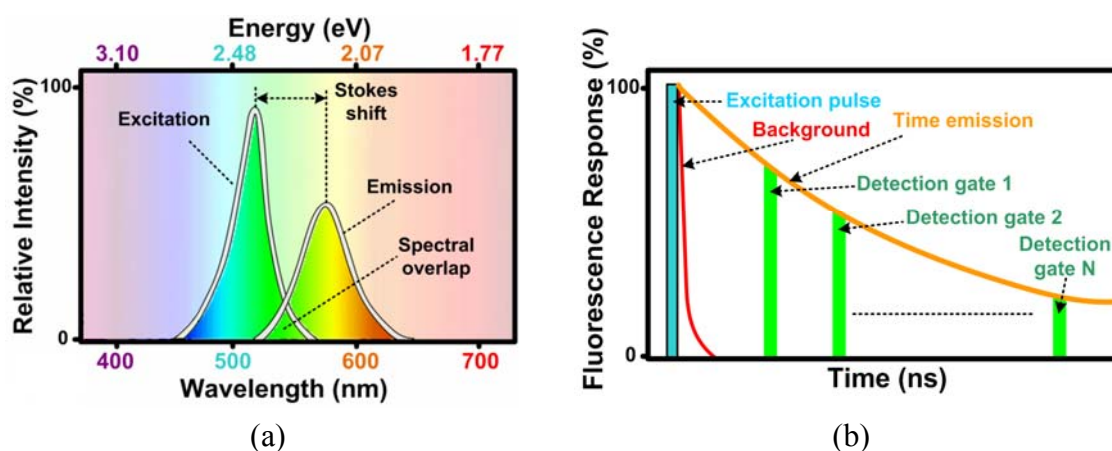 Energy (eV)
3.10 2.48 2.07 1.77
100
Stokes
shift
Excitation
Emission
Spectral
overlap
Relative Intensity (%)
0
400 500 600 700
Wavelength (nm)
(a)
100
Excitation pulse
Background
Time emission
Detection gate 1
Detection gate 2
Detection
gate N
Fluorescence Response (%)
0
Time (ns)
(b)